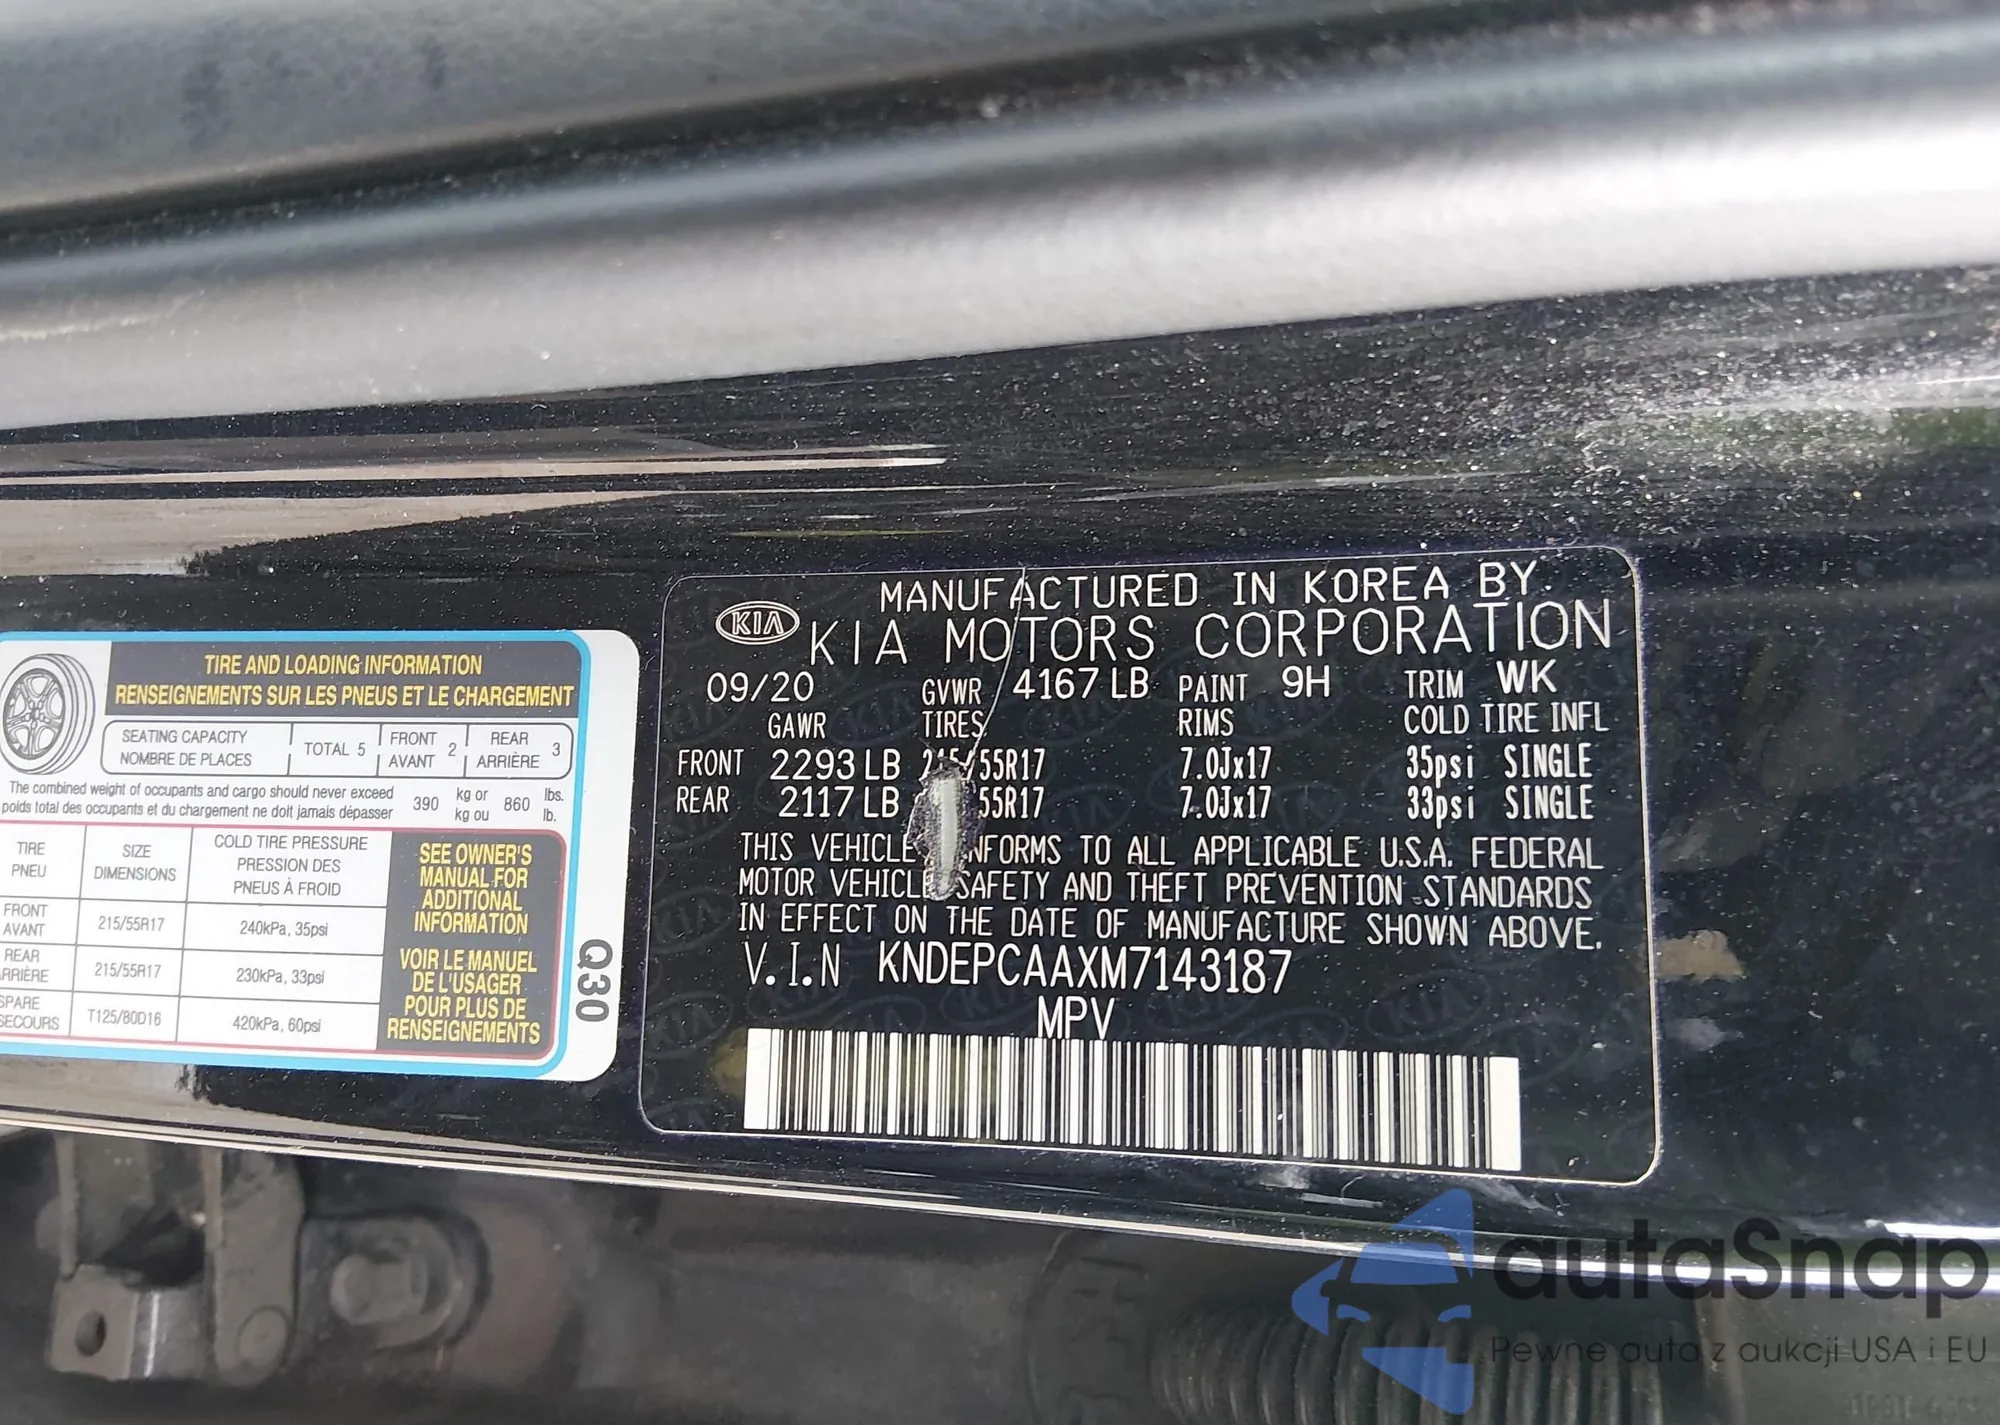 TIRE AND LOADING INFORMATION
RENSEIGNEMENTS SUR LES PNEUS ET LE CHARGEMENT
SEATING CAPACITY
NOMBRE DE PLACES
TOTAL 5
FRONT
AVANT
2
REAR
ARRIÈRE
3
The combined weight of occupants and cargo should never exceed
poids total des occupants et du chargement ne doit jamais dépasser
390
kg or
kg ou
860
lbs.
lb.
TIRE
PNEU
SIZE
DIMENSIONS
COLD TIRE PRESSURE
PRESSION DES
PNEUS À FROID
FRONT
AVANT
215/55R17
240kPa, 35psi
REAR
RRIÈRE
215/55R17
230kPa, 33psi
SPARE
SECOURS
T125/80D16
420kPa, 60psi
SEE OWNER'S
MANUAL FOR
ADDITIONAL
INFORMATION
VOIR LE MANUEL
DE L'USAGER
POUR PLUS DE
RENSEIGNEMENTS
Q30
MANUFACTURED IN KOREA BY
KIA
KIA MOTORS CORPORATION
09/20 GVWR 4167 LB PAINT 9H TRIM WK
GAWR TIRES RIMS COLD TIRE INFL
FRONT 2293 LB 215/55R17 7.0Jx17 35psi SINGLE
REAR 2117 LB 55R17 7.0Jx17 33psi SINGLE
THIS VEHICLE NFORMS TO ALL APPLICABLE U.S.A. FEDERAL
MOTOR VEHICLE SAFETY AND THEFT PREVENTION STANDARDS
IN EFFECT ON THE DATE OF MANUFACTURE SHOWN ABOVE.
V.I.N KNDEPCAAXM7143187
MPV
autaSnap
Pewne auta z aukcji USA i EU